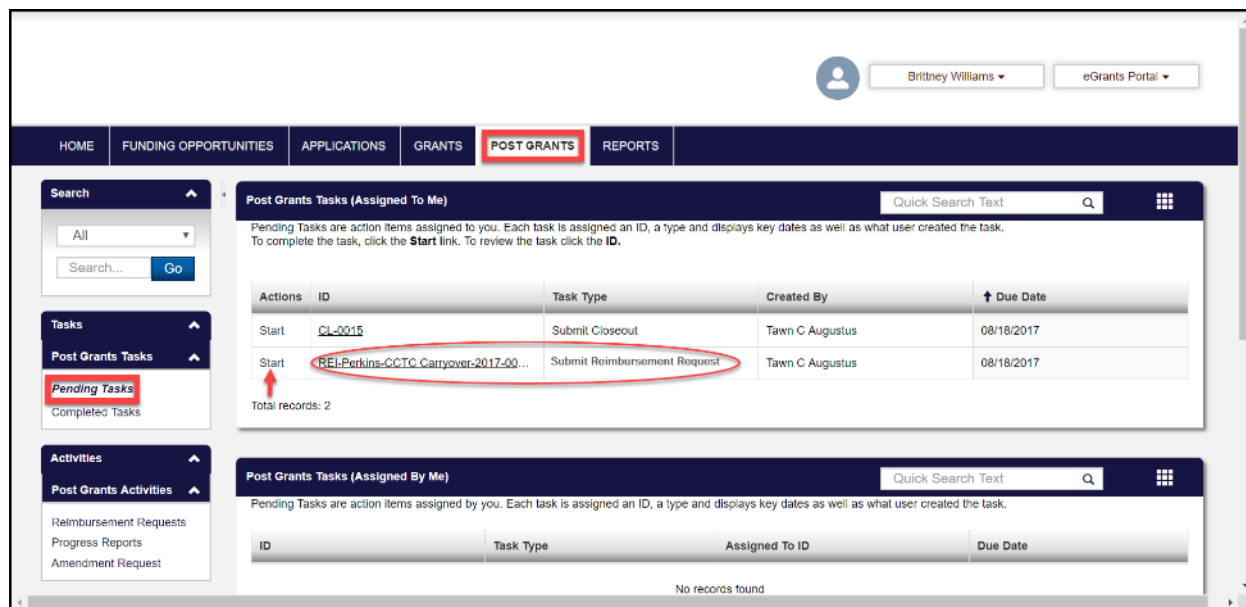 Brittney Williams
eGrants Portal
HOME FUNDING OPPORTUNITIES APPLICATIONS GRANTS POST GRANTS REPORTS
Search
All
Search...
Go
Tasks
Post Grants Tasks
Pending Tasks
Completed Tasks
Activities
Post Grants Activities
Reimbursement Requests
Progress Reports
Amendment Request
Post Grants Tasks (Assigned To Me)
Quick Search Text
Pending Tasks are action items assigned to you. Each task is assigned an ID, a type and displays key dates as well as what user created the task.
To complete the task, click the Start link. To review the task click the ID.
Actions ID Task Type Created By Due Date
Start CL-0015 Submit Closeout Tawn C Augustus 08/18/2017
Start REI-Perkins-CCTC Carryover-2017-00... Submit Reimbursement Request Tawn C Augustus 08/18/2017
Total records: 2
Post Grants Tasks (Assigned By Me)
Quick Search Text
Pending Tasks are action items assigned by you. Each task is assigned an ID, a type and displays key dates as well as what user created the task.
ID Task Type Assigned To ID Due Date
No records found